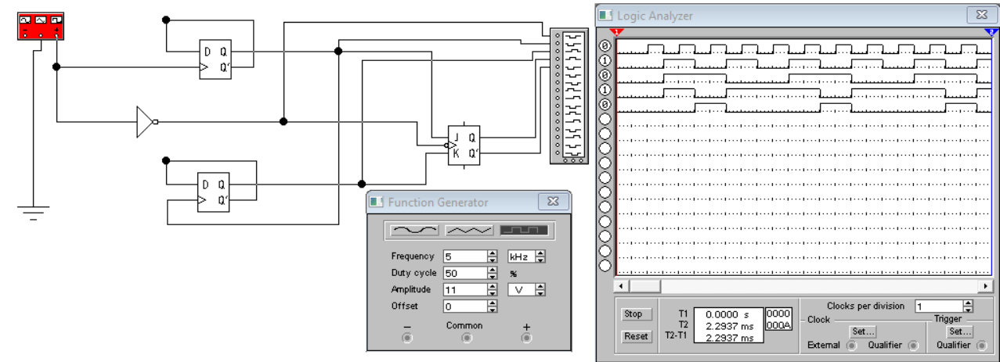 − +
D Q
Q'
J Q
K Q'
D Q
Q'
Function Generator
Frequency 5 kHz
Duty cycle 50 %
Amplitude 11 V
Offset 0
− Common +
Logic Analyzer
1 2
0
1
0
1
0
Clocks per division 1
Stop
Reset
T1 0.0000 s 0000
T2 2.2937 ms 000A
T2-T1 2.2937 ms
Clock
Set...
External Qualifier
Trigger
Set...
Qualifier